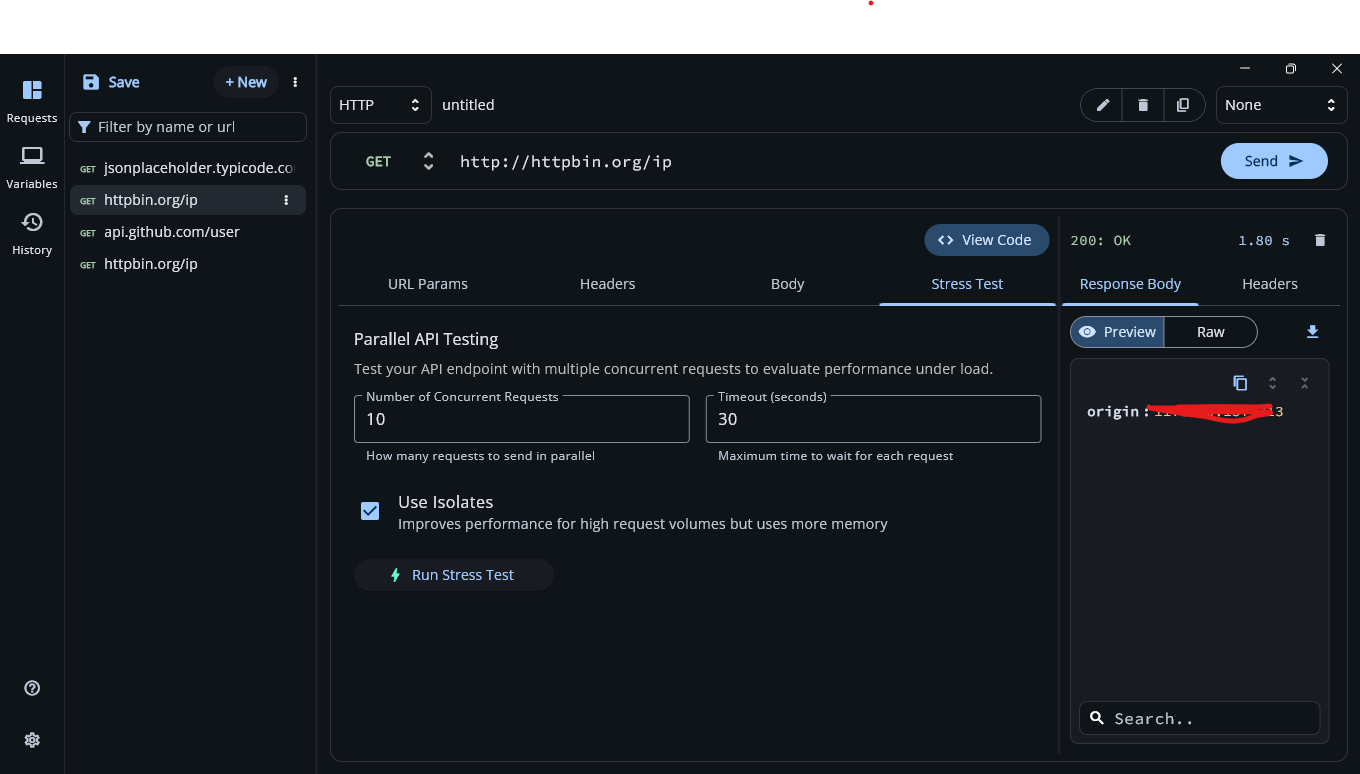 Save
+ New
Requests
Filter by name or url
Variables
GET jsonplaceholder.typicode.co
GET httpbin.org/ip
GET api.github.com/user
GET httpbin.org/ip
History
HTTP
untitled
None
GET
http://httpbin.org/ip
Send
<> View Code
URL Params
Headers
Body
Stress Test
Parallel API Testing
Test your API endpoint with multiple concurrent requests to evaluate performance under load.
Number of Concurrent Requests
10
How many requests to send in parallel
Timeout (seconds)
30
Maximum time to wait for each request
Use Isolates
Improves performance for high request volumes but uses more memory
Run Stress Test
200: OK
1.80 s
Response Body
Headers
Preview
Raw
origin:
Search..